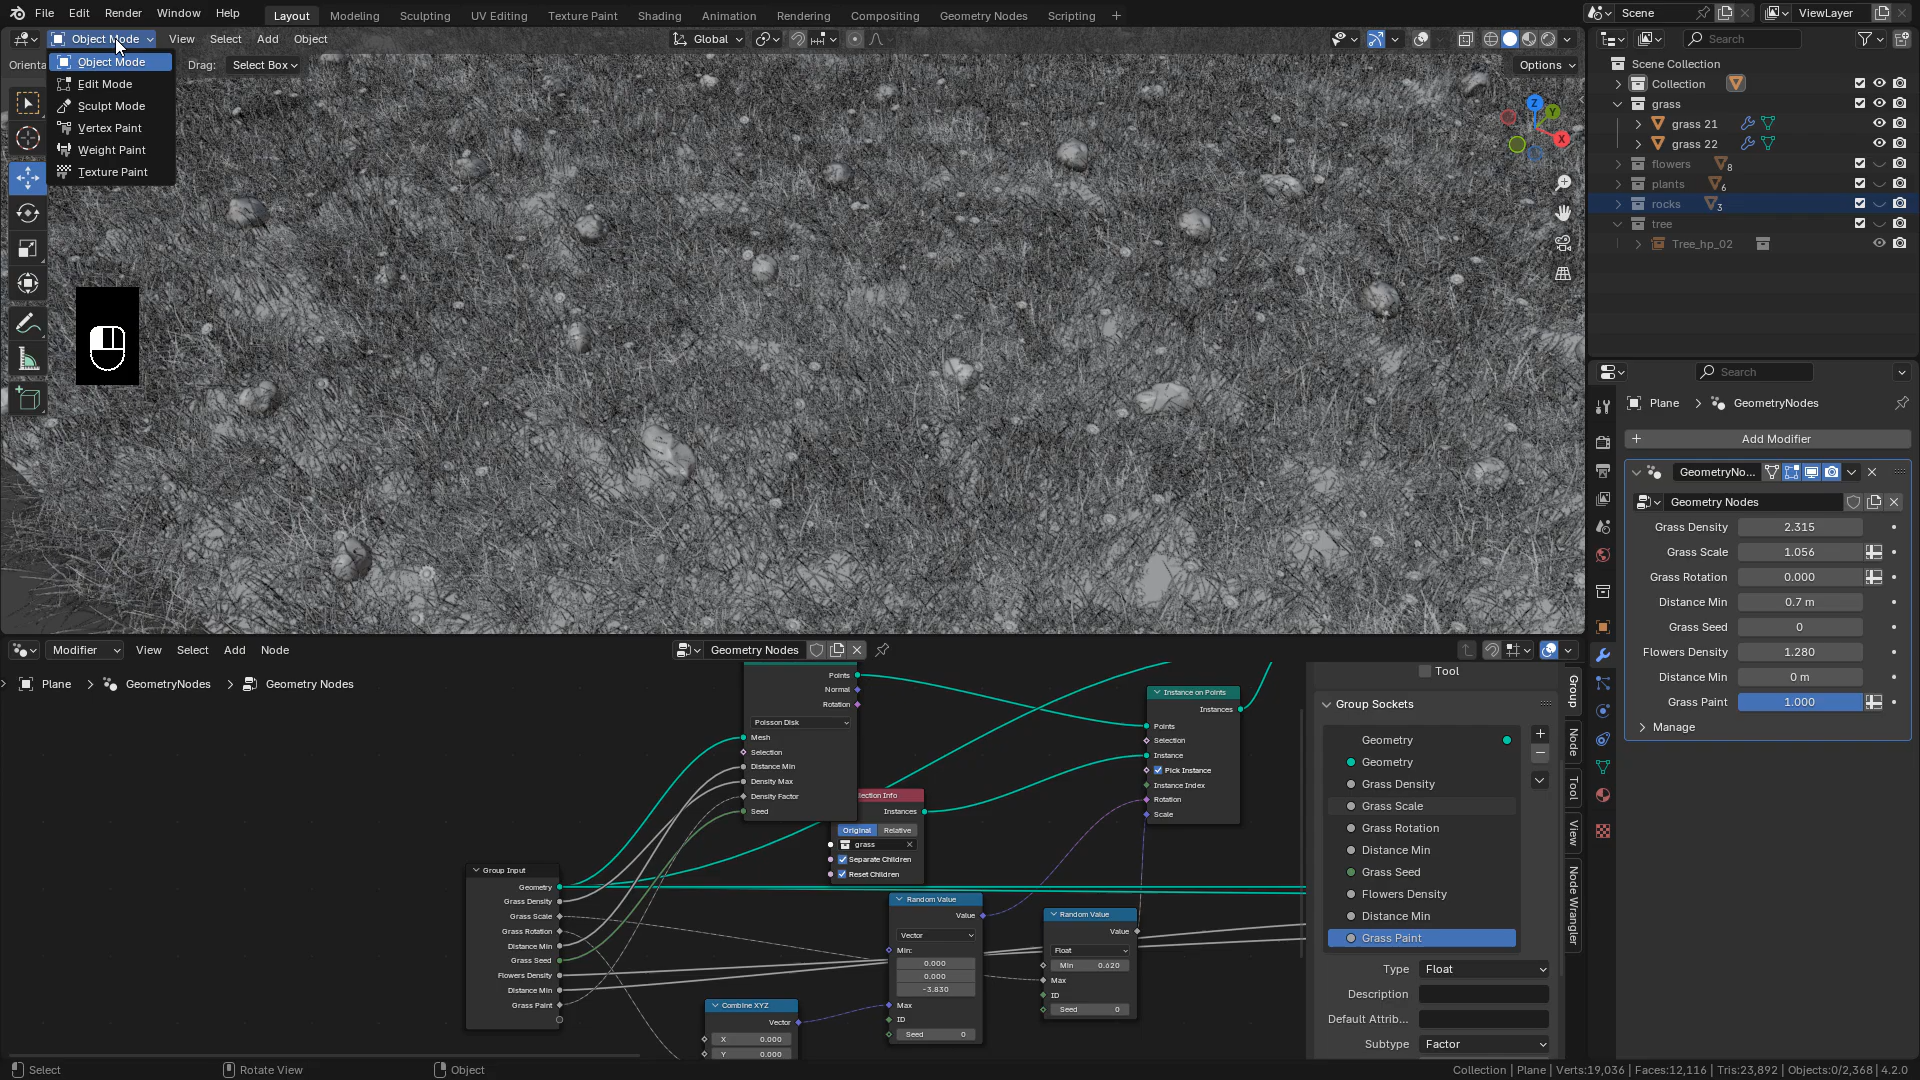 File Edit Render Window Help Layout Modeling Sculpting UV Editing Texture Paint Shading Animation Rendering Compositing Geometry Nodes Scripting + Scene ViewLayer
Object Mode View Select Add Object Global
Orienta Drag: Select Box Options
Object Mode
Edit Mode
Sculpt Mode
Vertex Paint
Weight Paint
Texture Paint
Z
Y
X
Search
Scene Collection
Collection
grass
grass 21
grass 22
flowers 8
plants 6
rocks 3
tree
Tree_hp_02
Search
Plane > GeometryNodes
+ Add Modifier
GeometryNo...
Geometry Nodes
Grass Density 2.315
Grass Scale 1.056
Grass Rotation 0.000
Distance Min 0.7 m
Grass Seed 0
Flowers Density 1.280
Distance Min 0 m
Grass Paint 1.000
Manage
Modifier View Select Add Node Geometry Nodes
Plane > GeometryNodes > Geometry Nodes
Points
Normal
Rotation
Poisson Disk
Mesh
Selection
Distance Min
Density Max
Density Factor
Seed
lection Info
Instances
Original Relative
grass
Separate Children
Reset Children
Instance on Points
Instances
Points
Selection
Instance
Pick Instance
Instance Index
Rotation
Scale
Group Input
Geometry
Grass Density
Grass Scale
Grass Rotation
Distance Min
Grass Seed
Flowers Density
Distance Min
Grass Paint
Random Value
Value
Vector
Min:
0.000
0.000
-3.830
Max
ID
Seed 0
Random Value
Value
Float
Min 0.620
Max
ID
Seed 0
Combine XYZ
Vector
X 0.000
Y 0.000
Tool
Group Sockets
Geometry
Geometry
Grass Density
Grass Scale
Grass Rotation
Distance Min
Grass Seed
Flowers Density
Distance Min
Grass Paint
Type Float
Description
Default Attrib...
Subtype Factor
Group
Node
Tool
View
Node Wrangler
Select Rotate View Object Collection | Plane | Verts:19,036 | Faces:12,116 | Tris:23,892 | Objects:0/2,368 | 4.2.0